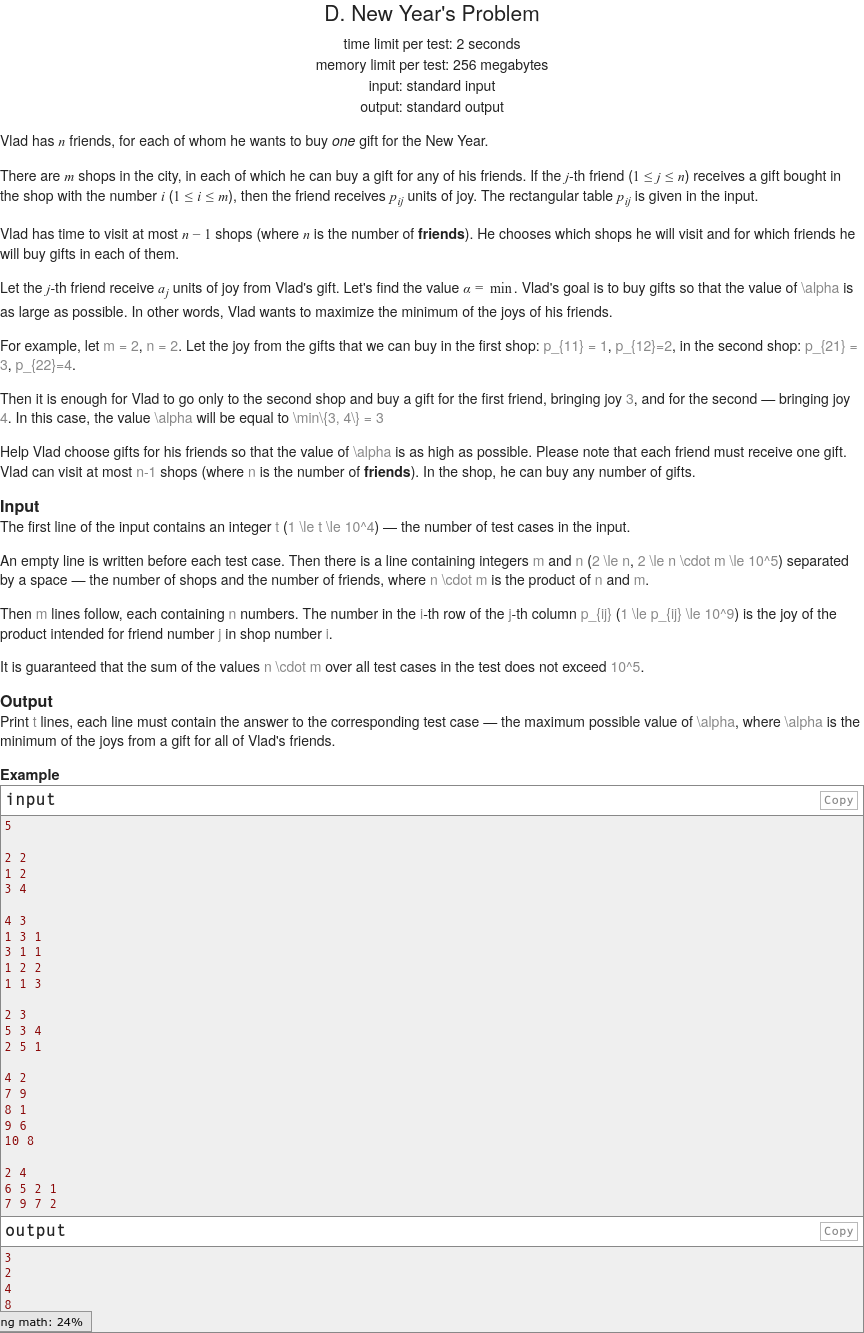 D. New Year's Problem
time limit per test: 2 seconds
memory limit per test: 256 megabytes
input: standard input
output: standard output
Vlad has n friends, for each of whom he wants to buy one gift for the New Year.
There are m shops in the city, in each of which he can buy a gift for any of his friends. If the j-th friend (1 ≤ j ≤ n) receives a gift bought in
the shop with the number i (1 ≤ i ≤ m), then the friend receives p_{ij} units of joy. The rectangular table p_{ij} is given in the input.
Vlad has time to visit at most n − 1 shops (where n is the number of friends). He chooses which shops he will visit and for which friends he
will buy gifts in each of them.
Let the j-th friend receive a_j units of joy from Vlad's gift. Let's find the value α = min. Vlad's goal is to buy gifts so that the value of \alpha is
as large as possible. In other words, Vlad wants to maximize the minimum of the joys of his friends.
For example, let m = 2, n = 2. Let the joy from the gifts that we can buy in the first shop: p_{11} = 1, p_{12}=2, in the second shop: p_{21} =
3, p_{22}=4.
Then it is enough for Vlad to go only to the second shop and buy a gift for the first friend, bringing joy 3, and for the second — bringing joy
4. In this case, the value \alpha will be equal to \min\{3, 4\} = 3
Help Vlad choose gifts for his friends so that the value of \alpha is as high as possible. Please note that each friend must receive one gift.
Vlad can visit at most n-1 shops (where n is the number of friends). In the shop, he can buy any number of gifts.
Input
The first line of the input contains an integer t (1 \le t \le 10^4) — the number of test cases in the input.
An empty line is written before each test case. Then there is a line containing integers m and n (2 \le n, 2 \le n \cdot m \le 10^5) separated
by a space — the number of shops and the number of friends, where n \cdot m is the product of n and m.
Then m lines follow, each containing n numbers. The number in the i-th row of the j-th column p_{ij} (1 \le p_{ij} \le 10^9) is the joy of the
product intended for friend number j in shop number i.
It is guaranteed that the sum of the values n \cdot m over all test cases in the test does not exceed 10^5.
Output
Print t lines, each line must contain the answer to the corresponding test case — the maximum possible value of \alpha, where \alpha is the
minimum of the joys from a gift for all of Vlad's friends.
Example
input
Copy
5
2 2
1 2
3 4
4 3
1 3 1
3 1 1
1 2 2
1 1 3
2 3
5 3 4
2 5 1
4 2
7 9
8 1
9 6
10 8
2 4
6 5 2 1
7 9 7 2
output
Copy
3
2
4
8
ng math: 24%